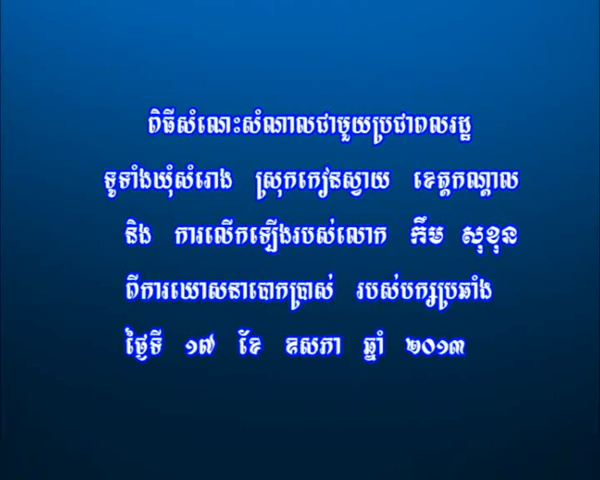 ពិធីសំណេះសំណាលជាមួយប្រជាពលរដ្ឋ
ទូទាំងឃុំសំរោង ស្រុកកៀនស្វាយ ខេត្តកណ្តាល
និង ការលើកឡើងរបស់លោក កឹម សុខុន
ពីការឃោសនាបោកប្រាស់ របស់បក្សប្រឆាំង
ថ្ងៃទី ១៧ ខែ ឧសភា ឆ្នាំ ២០១៣